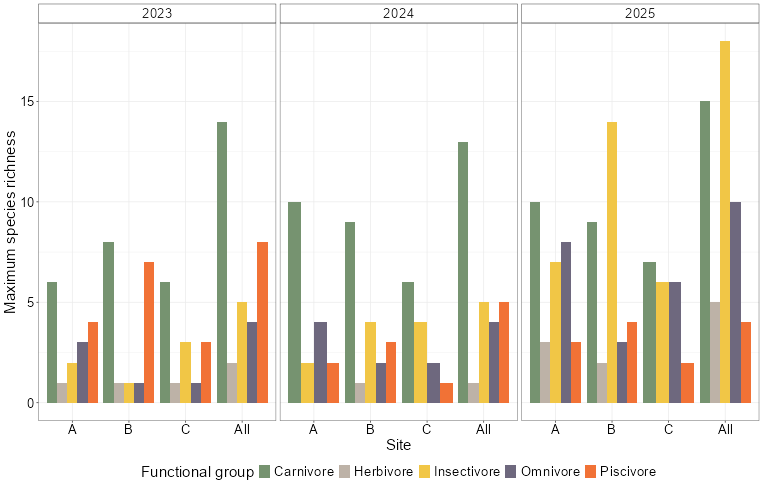 2023 2024 2025
Maximum species richness
15
10
5
0
A B C All A B C All A B C All
Site
Functional group Carnivore Herbivore Insectivore Omnivore Piscivore